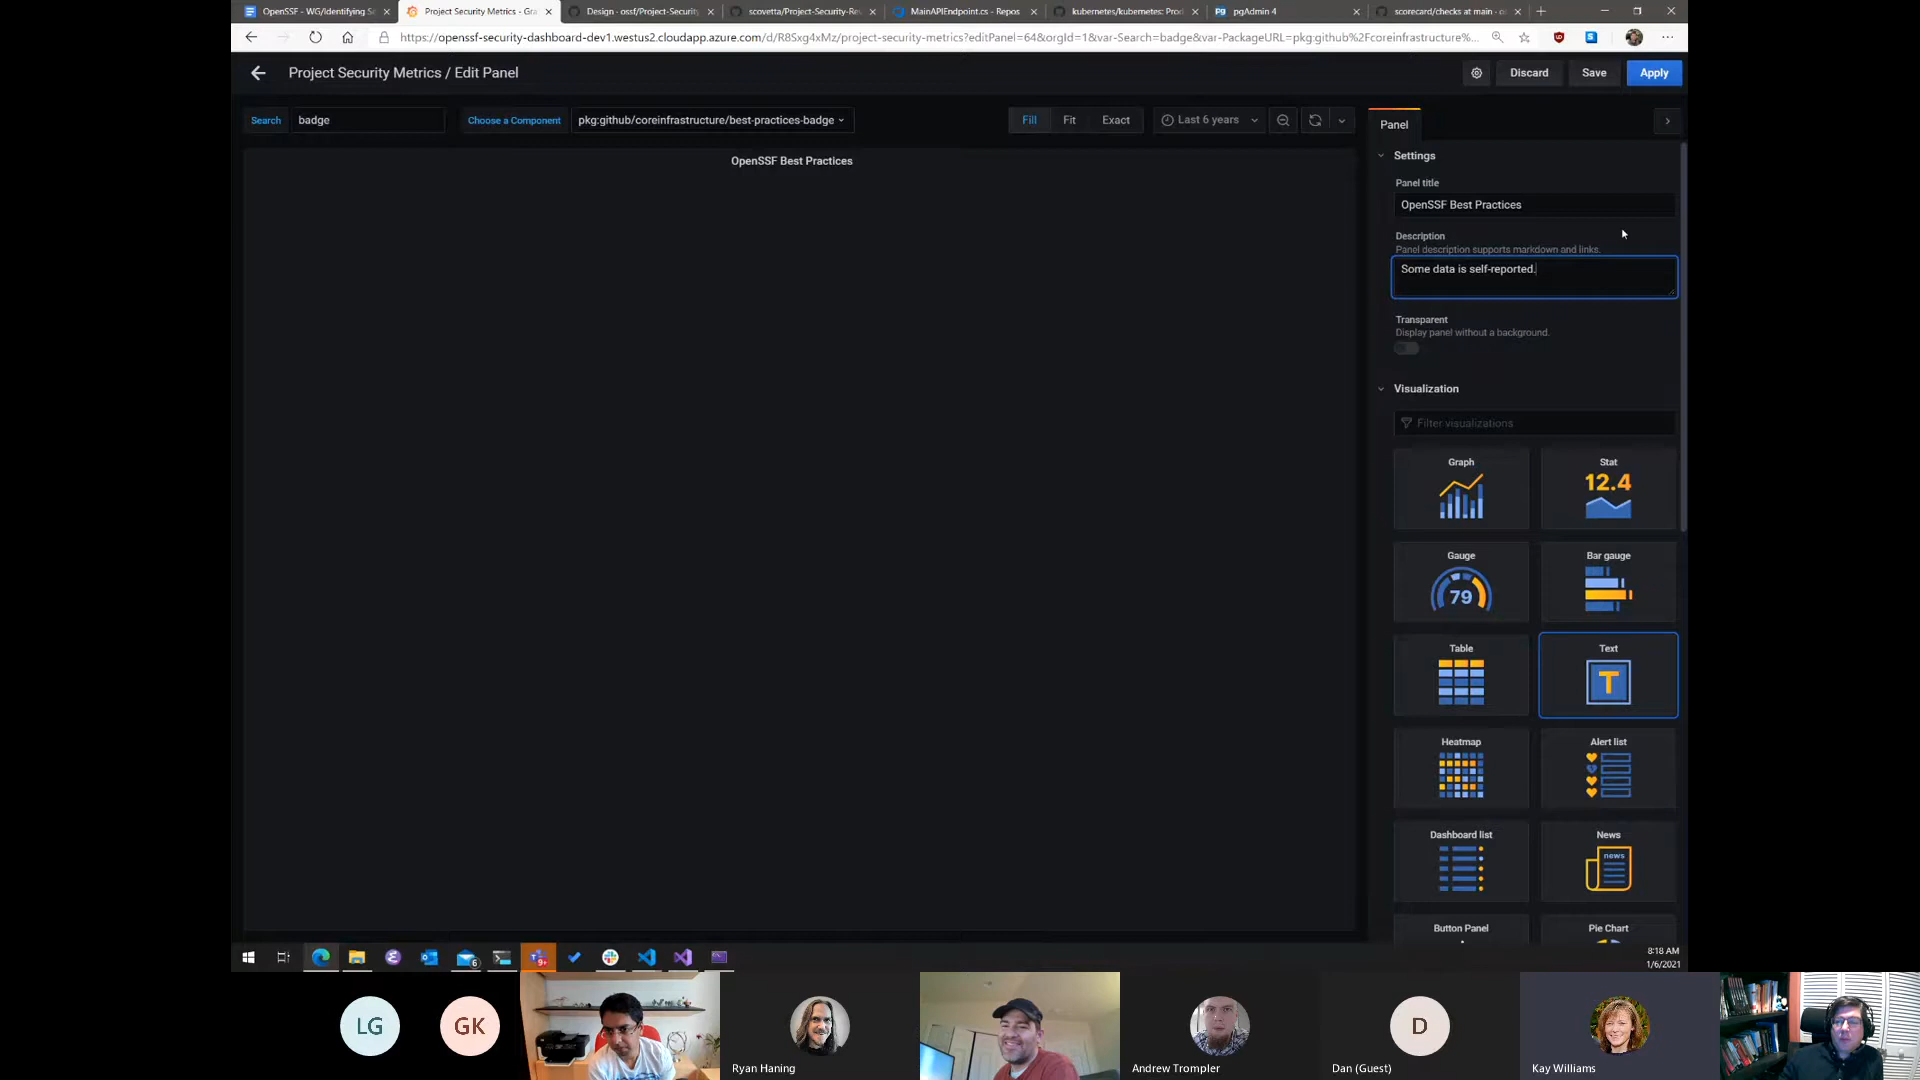 OpenSSF - WG/Identifying Se
Project Security Metrics - Gra
Design · ossf/Project-Security
scovetta/Project-Security-Re
MainAPIEndpoint.cs - Repos
kubernetes/kubernetes: Prod
pgAdmin 4
scorecard/checks at main · o
https://openssf-security-dashboard-dev1.westus2.cloudapp.azure.com/d/R8Sxg4xMz/project-security-metrics?editPanel=64&orgId=1&var-Search=badge&var-PackageURL=pkg:github%2Fcoreinfrastructure%...
Project Security Metrics / Edit Panel
Discard
Save
Apply
Search
badge
Choose a Component
pkg:github/coreinfrastructure/best-practices-badge
Fill
Fit
Exact
Last 6 years
Panel
OpenSSF Best Practices
Settings
Panel title
OpenSSF Best Practices
Description
Panel description supports markdown and links.
Some data is self-reported.
Transparent
Display panel without a background.
Visualization
Filter visualizations
Graph
Stat
12.4
Gauge
79
Bar gauge
Table
Text
T
Heatmap
Alert list
Dashboard list
News
news
Button Panel
Pie Chart
6
9+
8:18 AM
1/6/2021
LG
GK
D
Ryan Haning
Andrew Trompler
Dan (Guest)
Kay Williams